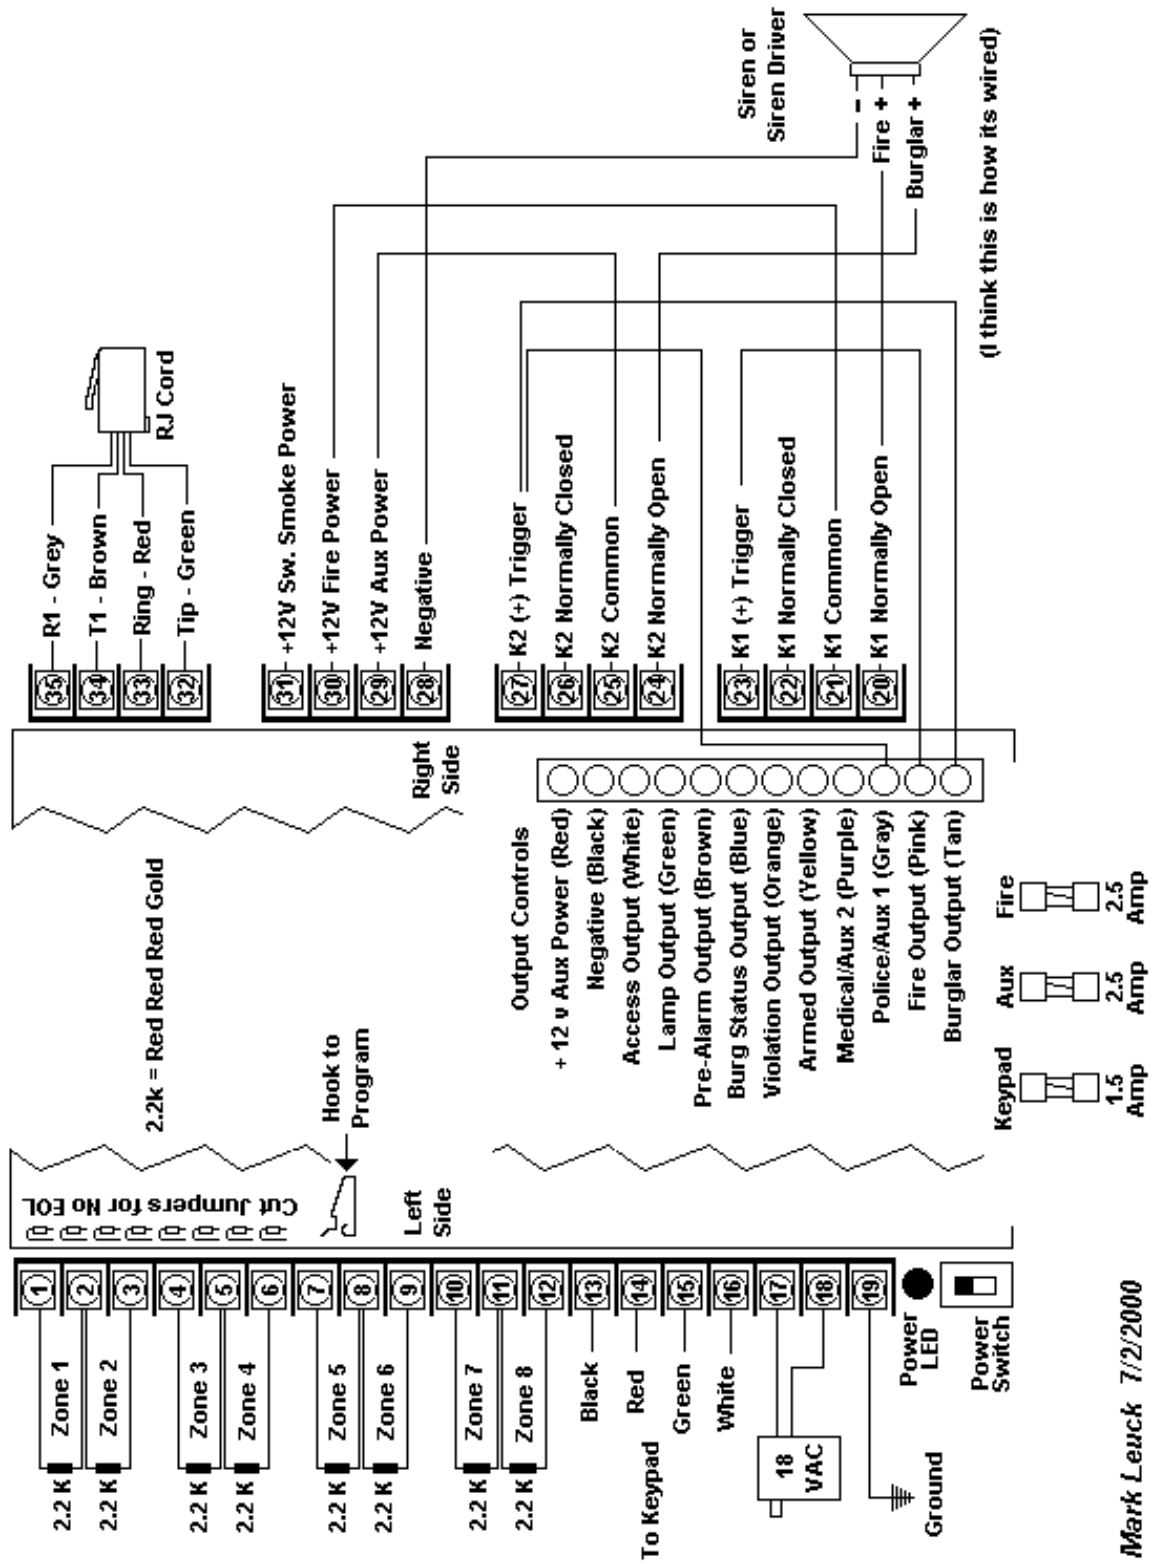 1
2
3
4
5
6
7
8
9
10
11
12
13
14
15
16
17
18
19
Zone 1
Zone 2
Zone 3
Zone 4
Zone 5
Zone 6
Zone 7
Zone 8
2.2 K
2.2 K
2.2 K
2.2 K
2.2 K
2.2 K
2.2 K
2.2 K
Black
Red
Green
White
To Keypad
18
VAC
Ground
Power
LED
Power
Switch
Cut Jumpers for No EOL
Hook to
Program
Left
Side
2.2k = Red Red Red Gold
Right
Side
Output Controls
+ 12 v Aux Power (Red)
Negative (Black)
Access Output (White)
Lamp Output (Green)
Pre-Alarm Output (Brown)
Burg Status Output (Blue)
Violation Output (Orange)
Armed Output (Yellow)
Medical/Aux 2 (Purple)
Police/Aux 1 (Gray)
Fire Output (Pink)
Burglar Output (Tan)
Keypad
1.5
Amp
Aux
2.5
Amp
Fire
2.5
Amp
35 R1 - Grey
34 T1 - Brown
33 Ring - Red
32 Tip - Green
RJ Cord
31 +12V Sw. Smoke Power
30 +12V Fire Power
29 +12V Aux Power
28 Negative
27 K2 (+) Trigger
26 K2 Normally Closed
25 K2 Common
24 K2 Normally Open
23 K1 (+) Trigger
22 K1 Normally Closed
21 K1 Common
20 K1 Normally Open
Siren or
Siren Driver
-
Fire +
Burglar +
(I think this is how its wired)
Mark Leuck 7/2/2000